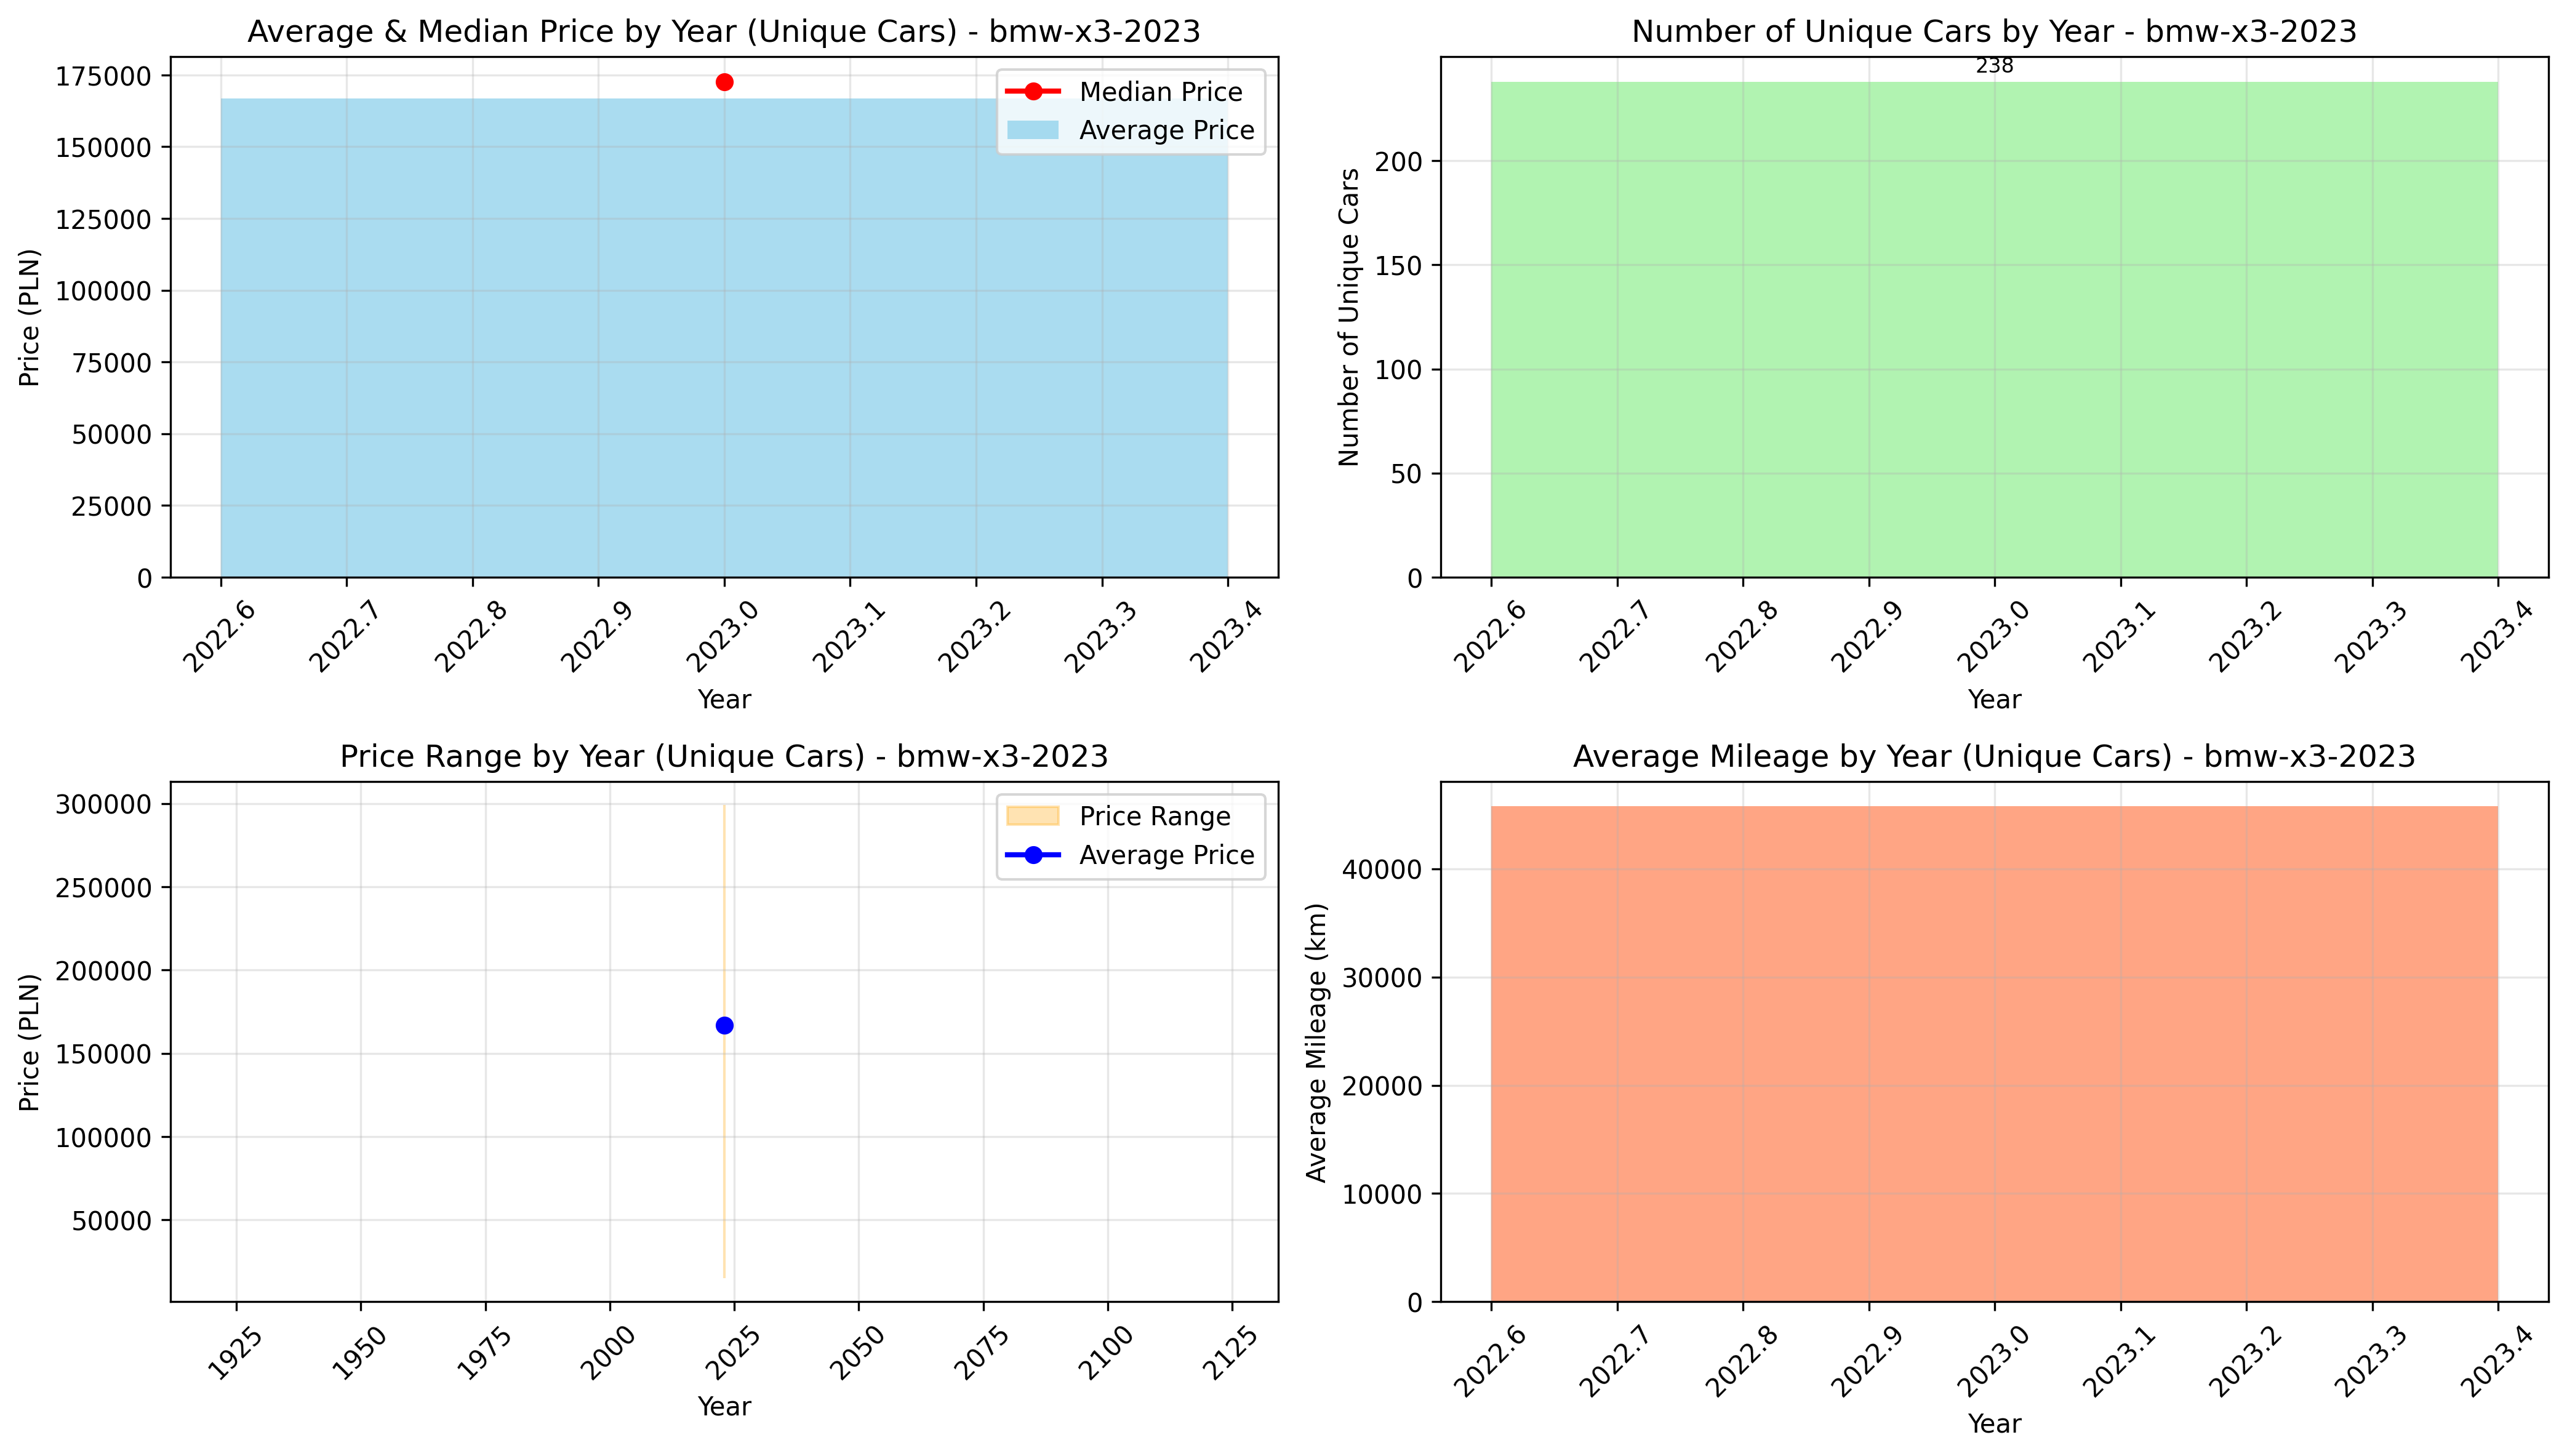 Average & Median Price by Year (Unique Cars) - bmw-x3-2023
175000
150000
125000
100000
75000
50000
25000
0
Price (PLN)
Median Price
Average Price
2022.6 2022.7 2022.8 2022.9 2023.0 2023.1 2023.2 2023.3 2023.4
Year
Number of Unique Cars by Year - bmw-x3-2023
238
200
150
100
50
0
Number of Unique Cars
2022.6 2022.7 2022.8 2022.9 2023.0 2023.1 2023.2 2023.3 2023.4
Year
Price Range by Year (Unique Cars) - bmw-x3-2023
300000
250000
200000
150000
100000
50000
Price (PLN)
Price Range
Average Price
1925 1950 1975 2000 2025 2050 2075 2100 2125
Year
Average Mileage by Year (Unique Cars) - bmw-x3-2023
40000
30000
20000
10000
0
Average Mileage (km)
2022.6 2022.7 2022.8 2022.9 2023.0 2023.1 2023.2 2023.3 2023.4
Year